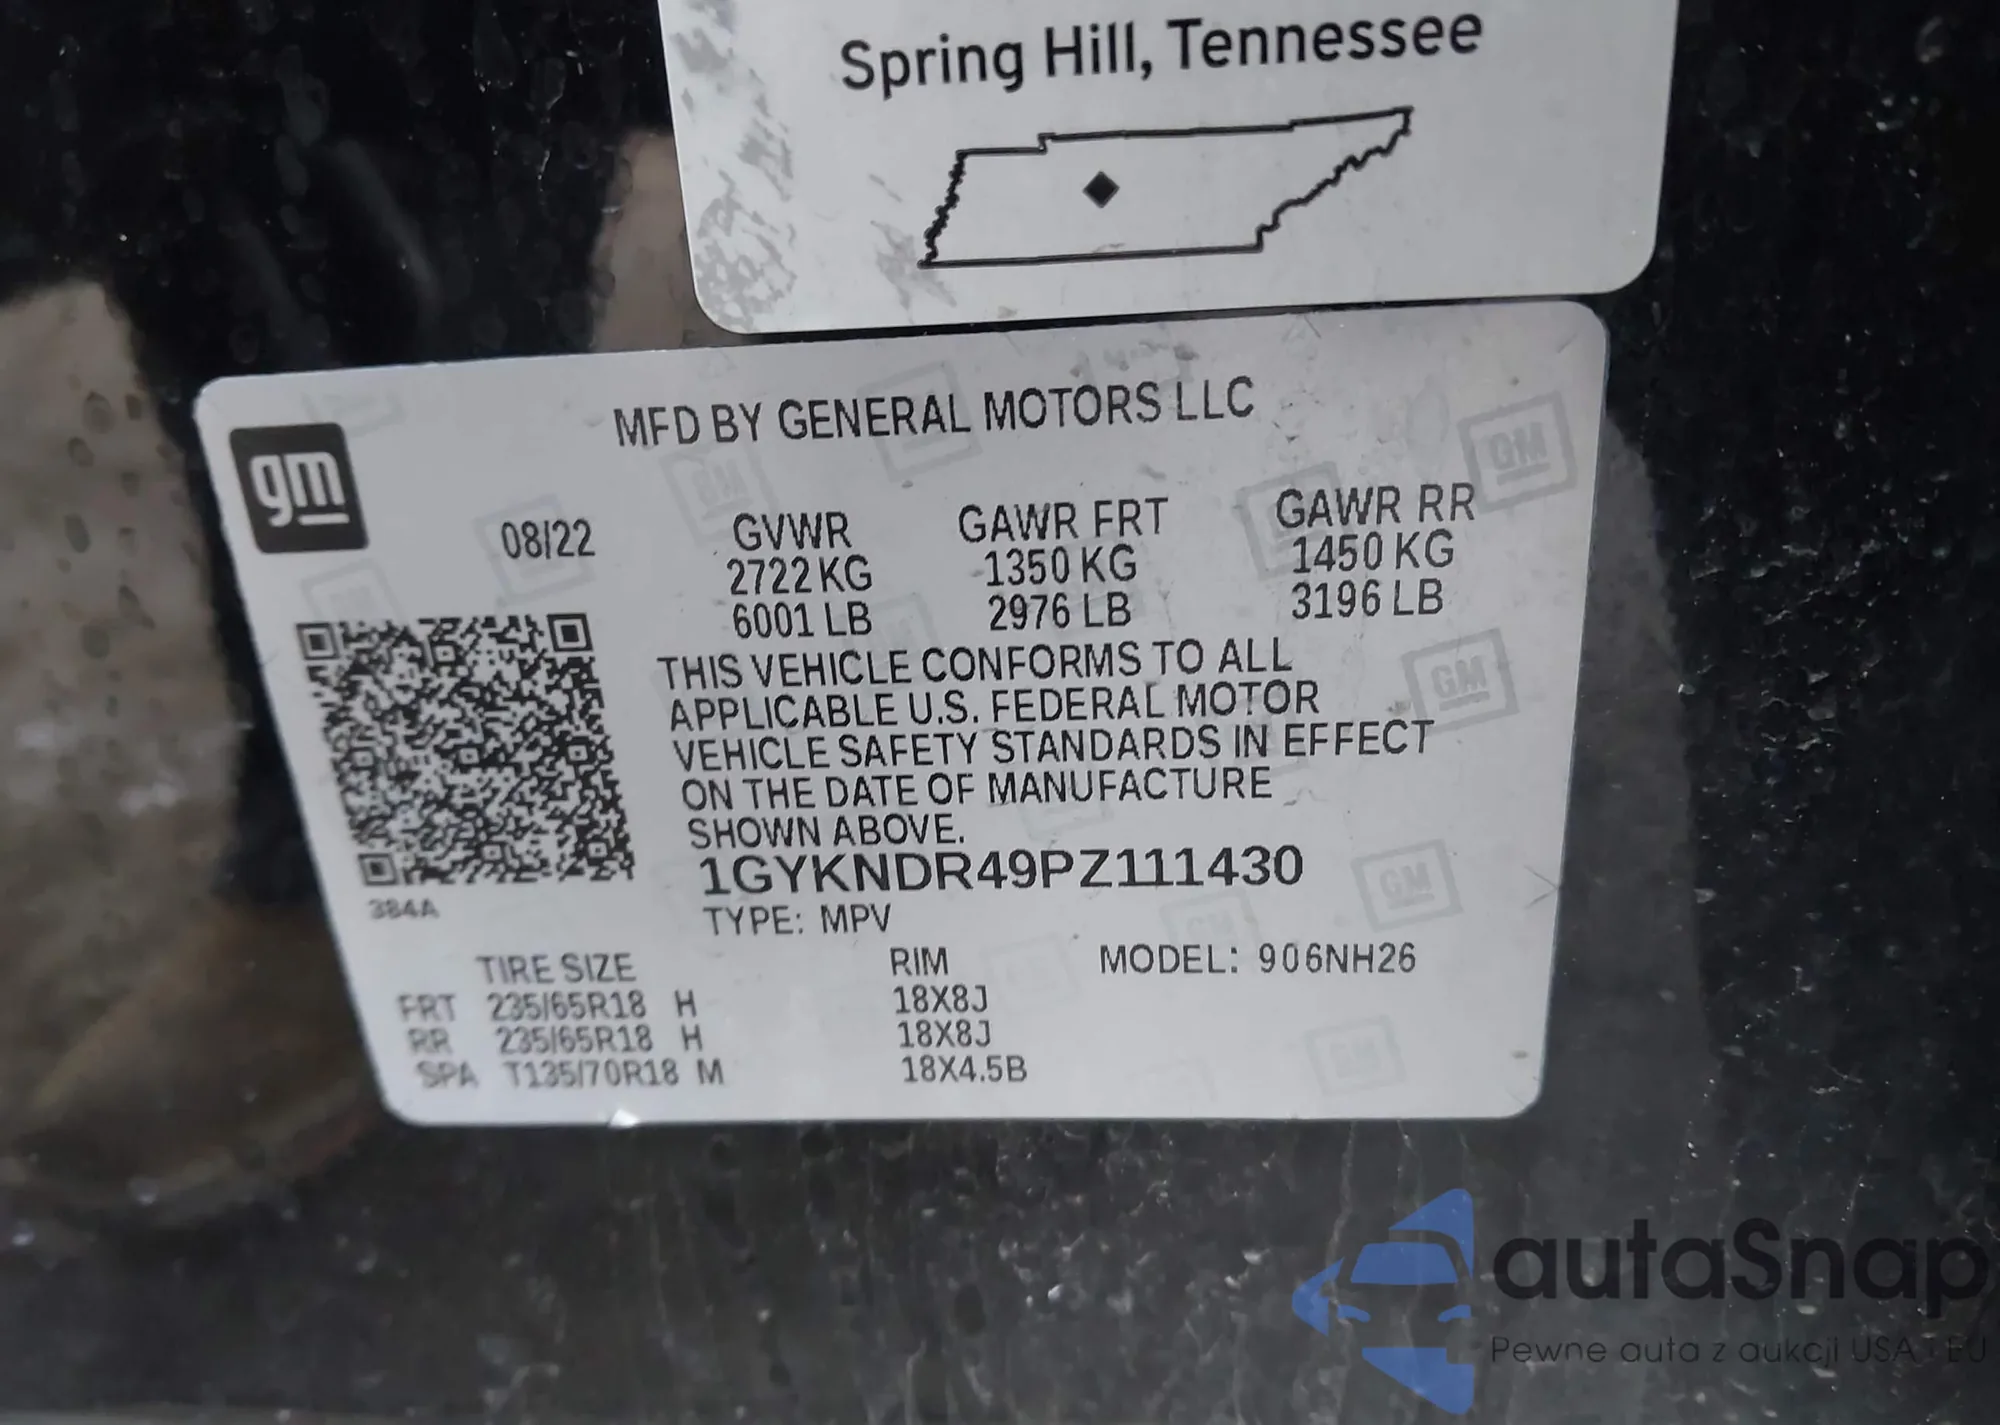 Spring Hill, Tennessee
gm
MFD BY GENERAL MOTORS LLC
08/22 GVWR GAWR FRT GAWR RR
2722 KG 1350 KG 1450 KG
6001 LB 2976 LB 3196 LB
THIS VEHICLE CONFORMS TO ALL
APPLICABLE U.S. FEDERAL MOTOR
VEHICLE SAFETY STANDARDS IN EFFECT
ON THE DATE OF MANUFACTURE
SHOWN ABOVE.
1GYKNDR49PZ111430
384A
TYPE: MPV
TIRE SIZE RIM MODEL: 906NH26
FRT 235/65R18 H 18X8J
RR 235/65R18 H 18X8J
SPA T135/70R18 M 18X4.5B
autaSnap
Pewne auta z aukcji USA - EU